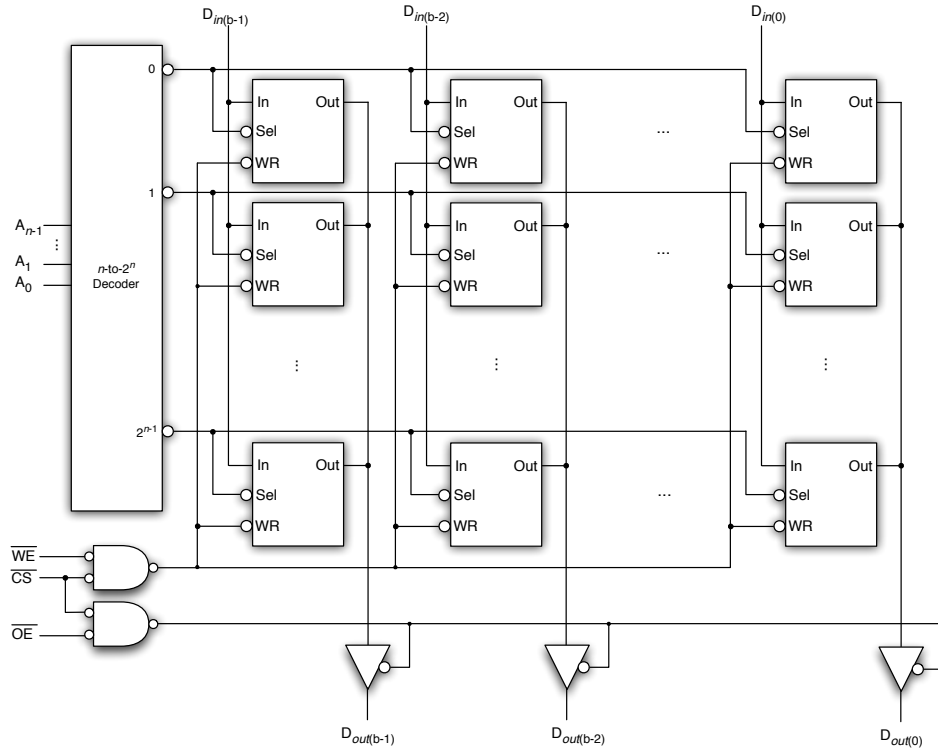 D_in(b-1) D_in(b-2) D_in(0)
0
In Out In Out In Out
Sel Sel ... Sel
WR WR WR
1
In Out In Out In Out
Sel Sel ... Sel
WR WR WR
A_n-1
⋮
A_1
A_0
n-to-2^n
Decoder
⋮ ⋮ ⋮
2^n-1
In Out In Out In Out
Sel Sel ... Sel
WR WR WR
W̅E̅
C̅S̅
O̅E̅
D_out(b-1) D_out(b-2) D_out(0)